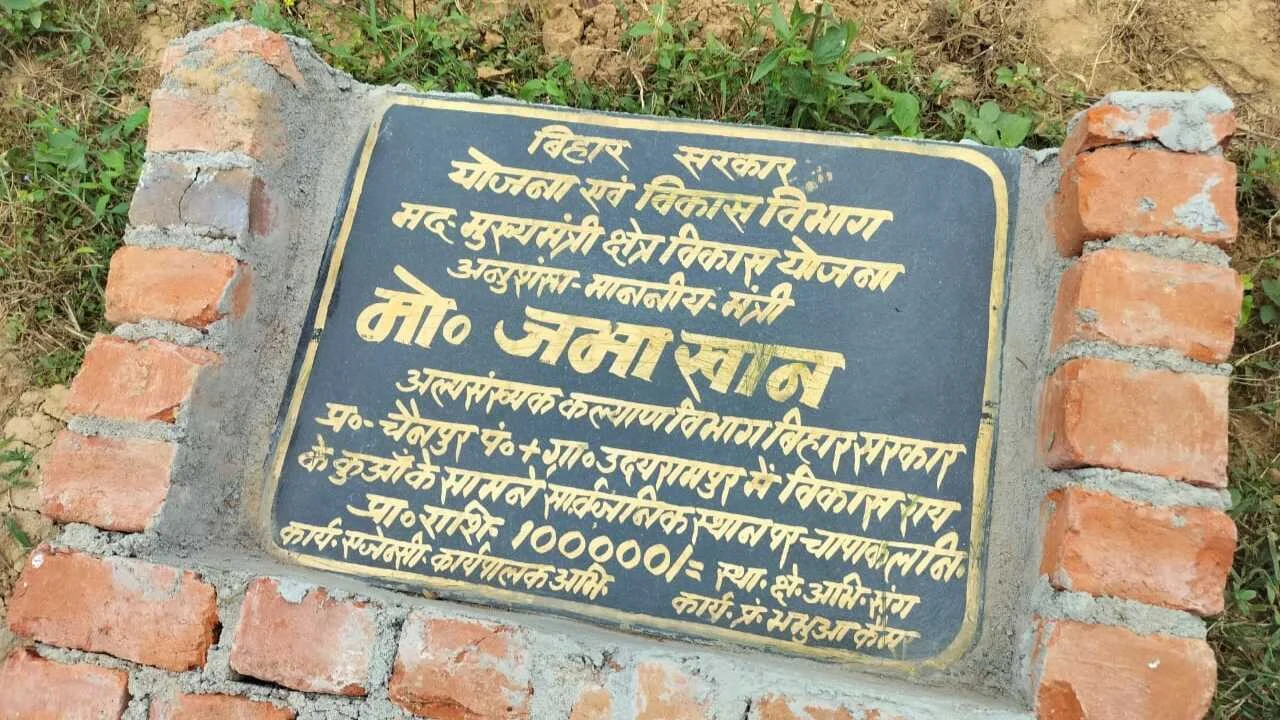 बिहार सरकार
योजना एवं विकास विभाग
मद- मुख्यमंत्री क्षेत्र विकास योजना
अनुशंसा- माननीय- मंत्री
मो० जमा खान
अल्पसंख्यक कल्याण विभाग बिहार सरकार
प्र०- चैनपुर पं०+ग्रा० उदयरामपुर में विकास राय
के कुआँ के सामने सार्वजनिक स्थान पर चापाकल नि.
प्रा० राशि- 100000/= स्था. क्षे. अभि. संग
कार्य. एजेन्सी. कार्यपालक अभि. कार्य. प्रं. भभुआ कैमू